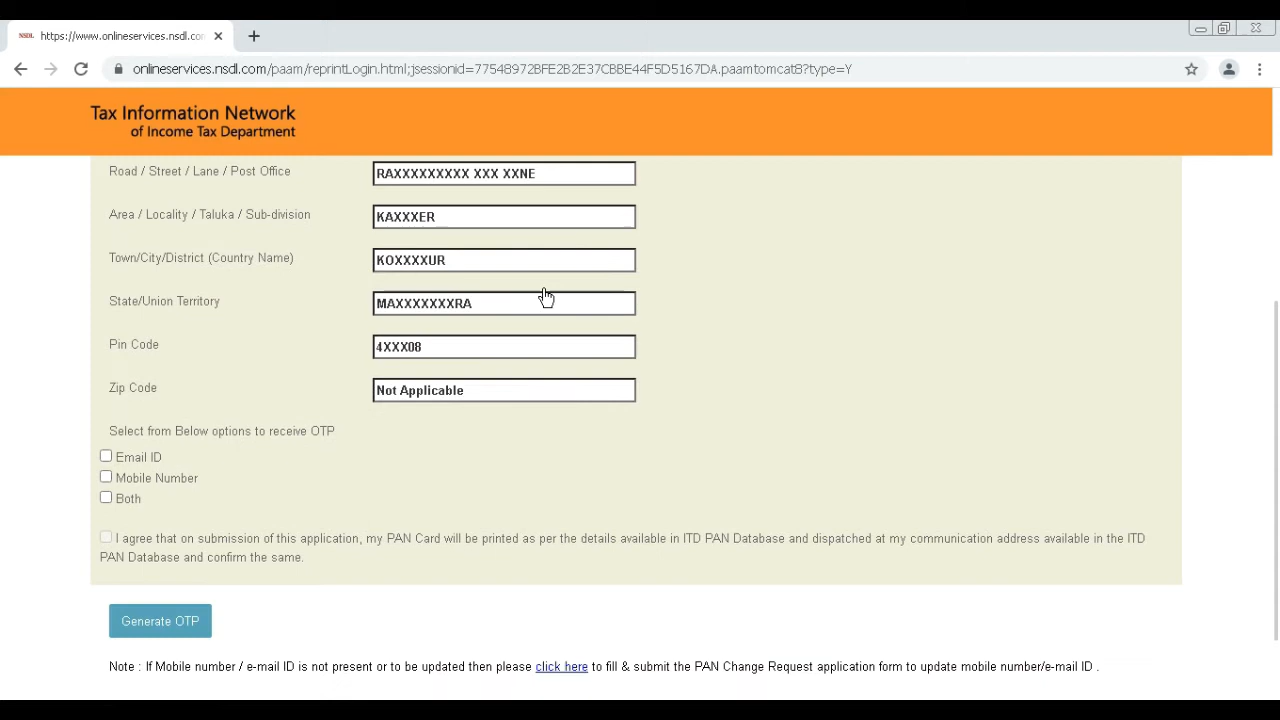 NSDL https://www.onlineservices.nsdl.co
onlineservices.nsdl.com/paam/reprintLogin.html;jsessionid=77548972BFE2B2E37CBBE44F5D5167DA.paamtomcat8?type=Y
Tax Information Network
of Income Tax Department
Road / Street / Lane / Post Office RAXXXXXXXXX XXX XXNE
Area / Locality / Taluka / Sub-division KAXXXER
Town/City/District (Country Name) KOXXXXUR
State/Union Territory MAXXXXXXXRA
Pin Code 4XXX08
Zip Code Not Applicable
Select from Below options to receive OTP
Email ID
Mobile Number
Both
I agree that on submission of this application, my PAN Card will be printed as per the details available in ITD PAN Database and dispatched at my communication address available in the ITD
PAN Database and confirm the same.
Generate OTP
Note : If Mobile number / e-mail ID is not present or to be updated then please click here to fill & submit the PAN Change Request application form to update mobile number/e-mail ID .